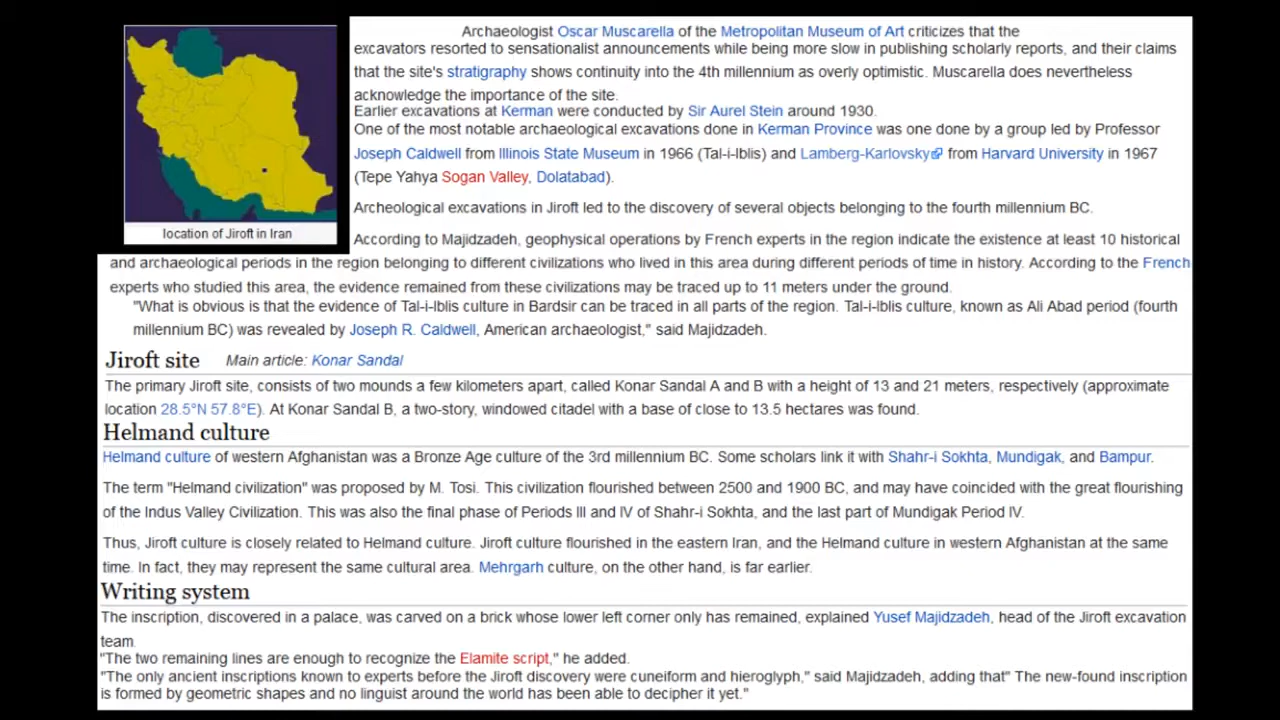 Archaeologist Oscar Muscarella of the Metropolitan Museum of Art criticizes that the
excavators resorted to sensationalist announcements while being more slow in publishing scholarly reports, and their claims
that the site's stratigraphy shows continuity into the 4th millennium as overly optimistic. Muscarella does nevertheless
acknowledge the importance of the site.
Earlier excavations at Kerman were conducted by Sir Aurel Stein around 1930.
One of the most notable archaeological excavations done in Kerman Province was one done by a group led by Professor
Joseph Caldwell from Illinois State Museum in 1966 (Tal-i-Iblis) and Lamberg-Karlovsky from Harvard University in 1967
(Tepe Yahya Sogan Valley, Dolatabad).
location of Jiroft in Iran
Archeological excavations in Jiroft led to the discovery of several objects belonging to the fourth millennium BC.
According to Majidzadeh, geophysical operations by French experts in the region indicate the existence at least 10 historical
and archaeological periods in the region belonging to different civilizations who lived in this area during different periods of time in history. According to the French
experts who studied this area, the evidence remained from these civilizations may be traced up to 11 meters under the ground.
"What is obvious is that the evidence of Tal-i-Iblis culture in Bardsir can be traced in all parts of the region. Tal-i-Iblis culture, known as Ali Abad period (fourth
millennium BC) was revealed by Joseph R. Caldwell, American archaeologist," said Majidzadeh.
Jiroft site Main article: Konar Sandal
The primary Jiroft site, consists of two mounds a few kilometers apart, called Konar Sandal A and B with a height of 13 and 21 meters, respectively (approximate
location 28.5°N 57.8°E). At Konar Sandal B, a two-story, windowed citadel with a base of close to 13.5 hectares was found.
Helmand culture
Helmand culture of western Afghanistan was a Bronze Age culture of the 3rd millennium BC. Some scholars link it with Shahr-i Sokhta, Mundigak, and Bampur.
The term "Helmand civilization" was proposed by M. Tosi. This civilization flourished between 2500 and 1900 BC, and may have coincided with the great flourishing
of the Indus Valley Civilization. This was also the final phase of Periods III and IV of Shahr-i Sokhta, and the last part of Mundigak Period IV.
Thus, Jiroft culture is closely related to Helmand culture. Jiroft culture flourished in the eastern Iran, and the Helmand culture in western Afghanistan at the same
time. In fact, they may represent the same cultural area. Mehrgarh culture, on the other hand, is far earlier.
Writing system
The inscription, discovered in a palace, was carved on a brick whose lower left corner only has remained, explained Yusef Majidzadeh, head of the Jiroft excavation
team.
"The two remaining lines are enough to recognize the Elamite script," he added.
"The only ancient inscriptions known to experts before the Jiroft discovery were cuneiform and hieroglyph," said Majidzadeh, adding that" The new-found inscription
is formed by geometric shapes and no linguist around the world has been able to decipher it yet."